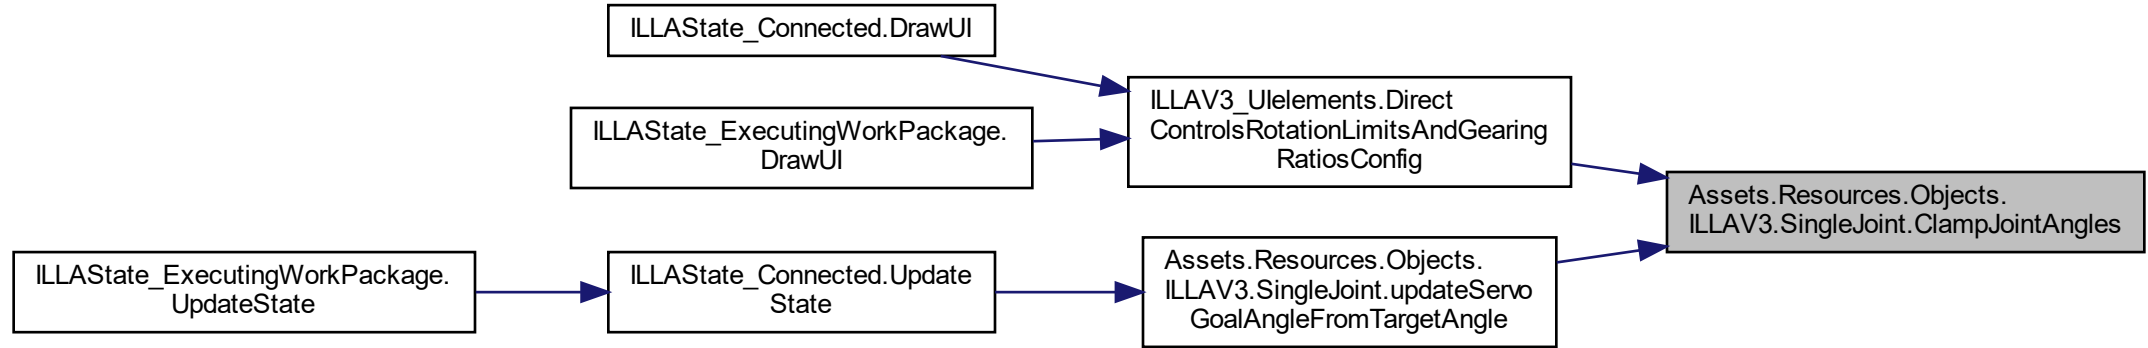 ILLAState_Connected.DrawUI
ILLAState_ExecutingWorkPackage.
DrawUI
ILLAV3_UIelements.Direct
ControlsRotationLimitsAndGearing
RatiosConfig
Assets.Resources.Objects.
ILLAV3.SingleJoint.ClampJointAngles
ILLAState_ExecutingWorkPackage.
UpdateState
ILLAState_Connected.Update
State
Assets.Resources.Objects.
ILLAV3.SingleJoint.updateServo
GoalAngleFromTargetAngle